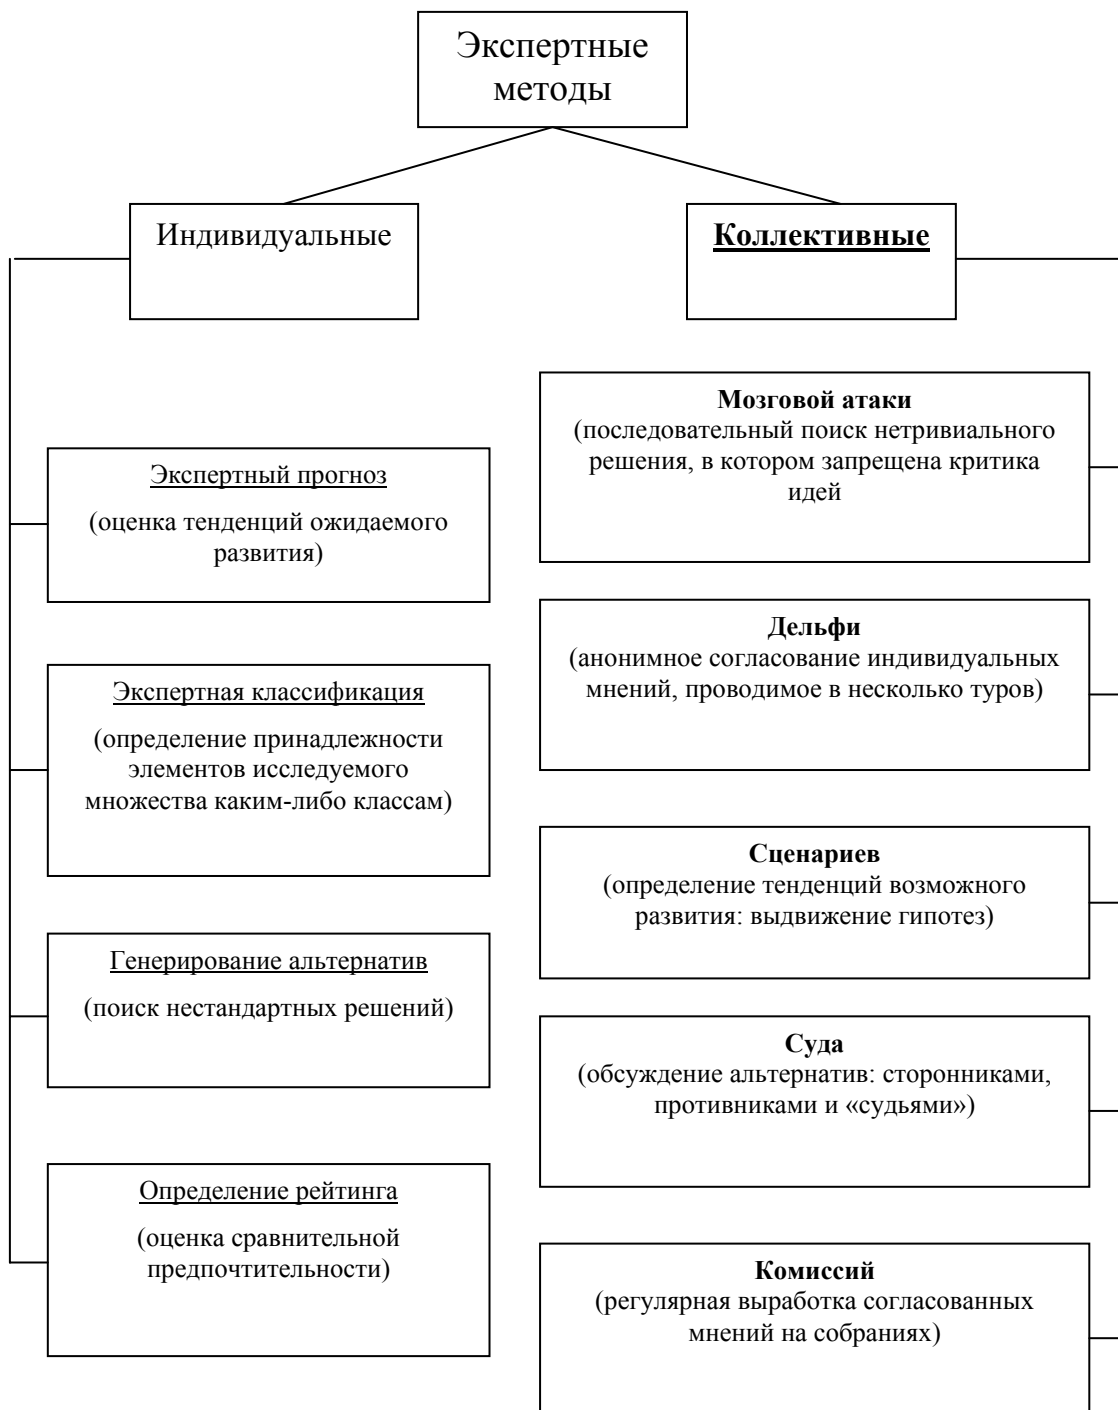 Экспертные
методы
Индивидуальные
Коллективные
Экспертный прогноз
(оценка тенденций ожидаемого
развития)
Экспертная классификация
(определение принадлежности
элементов исследуемого
множества каким-либо классам)
Генерирование альтернатив
(поиск нестандартных решений)
Определение рейтинга
(оценка сравнительной
предпочтительности)
Мозговой атаки
(последовательный поиск нетривиального
решения, в котором запрещена критика
идей
Дельфи
(анонимное согласование индивидуальных
мнений, проводимое в несколько туров)
Сценариев
(определение тенденций возможного
развития: выдвижение гипотез)
Суда
(обсуждение альтернатив: сторонниками,
противниками и «судьями»)
Комиссий
(регулярная выработка согласованных
мнений на собраниях)